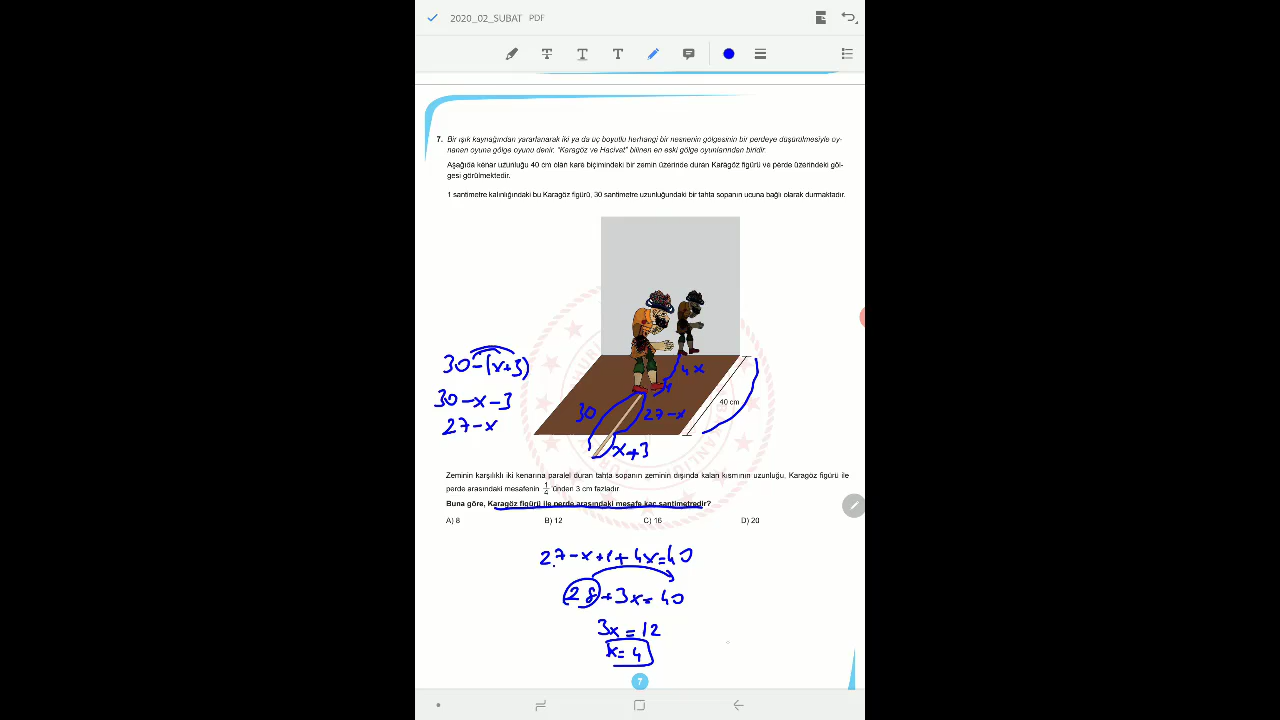 2020_02_SUBAT PDF
7. Bir ışık kaynağından yararlanarak iki ya da üç boyutlu herhangi bir nesnenin gölgesinin bir perdeye düşürülmesiyle oy-
nanan oyuna gölge oyunu denir. "Karagöz ve Hacivat" bilinen en eski gölge oyunlarından biridir.
Aşağıda kenar uzunluğu 40 cm olan kare biçimindeki bir zemin üzerinde duran Karagöz figürü ve perde üzerindeki göl-
gesi görülmektedir.
1 santimetre kalınlığındaki bu Karagöz figürü, 30 santimetre uzunluğundaki bir tahta sopanın ucuna bağlı olarak durmaktadır.
30-(x+3)
30-x-3
27-x
4x
1
30
27-x
x+3
40 cm
Zeminin karşılıklı iki kenarına paralel duran tahta sopanın zeminin dışında kalan kısmının uzunluğu, Karagöz figürü ile
perde arasındaki mesafenin 1/4 ünden 3 cm fazladır.
Buna göre, Karagöz figürü ile perde arasındaki mesafe kaç santimetredir?
A) 8 B) 12 C) 16 D) 20
27-x+1+4x=40
28+3x=40
3x=12
x=4
7